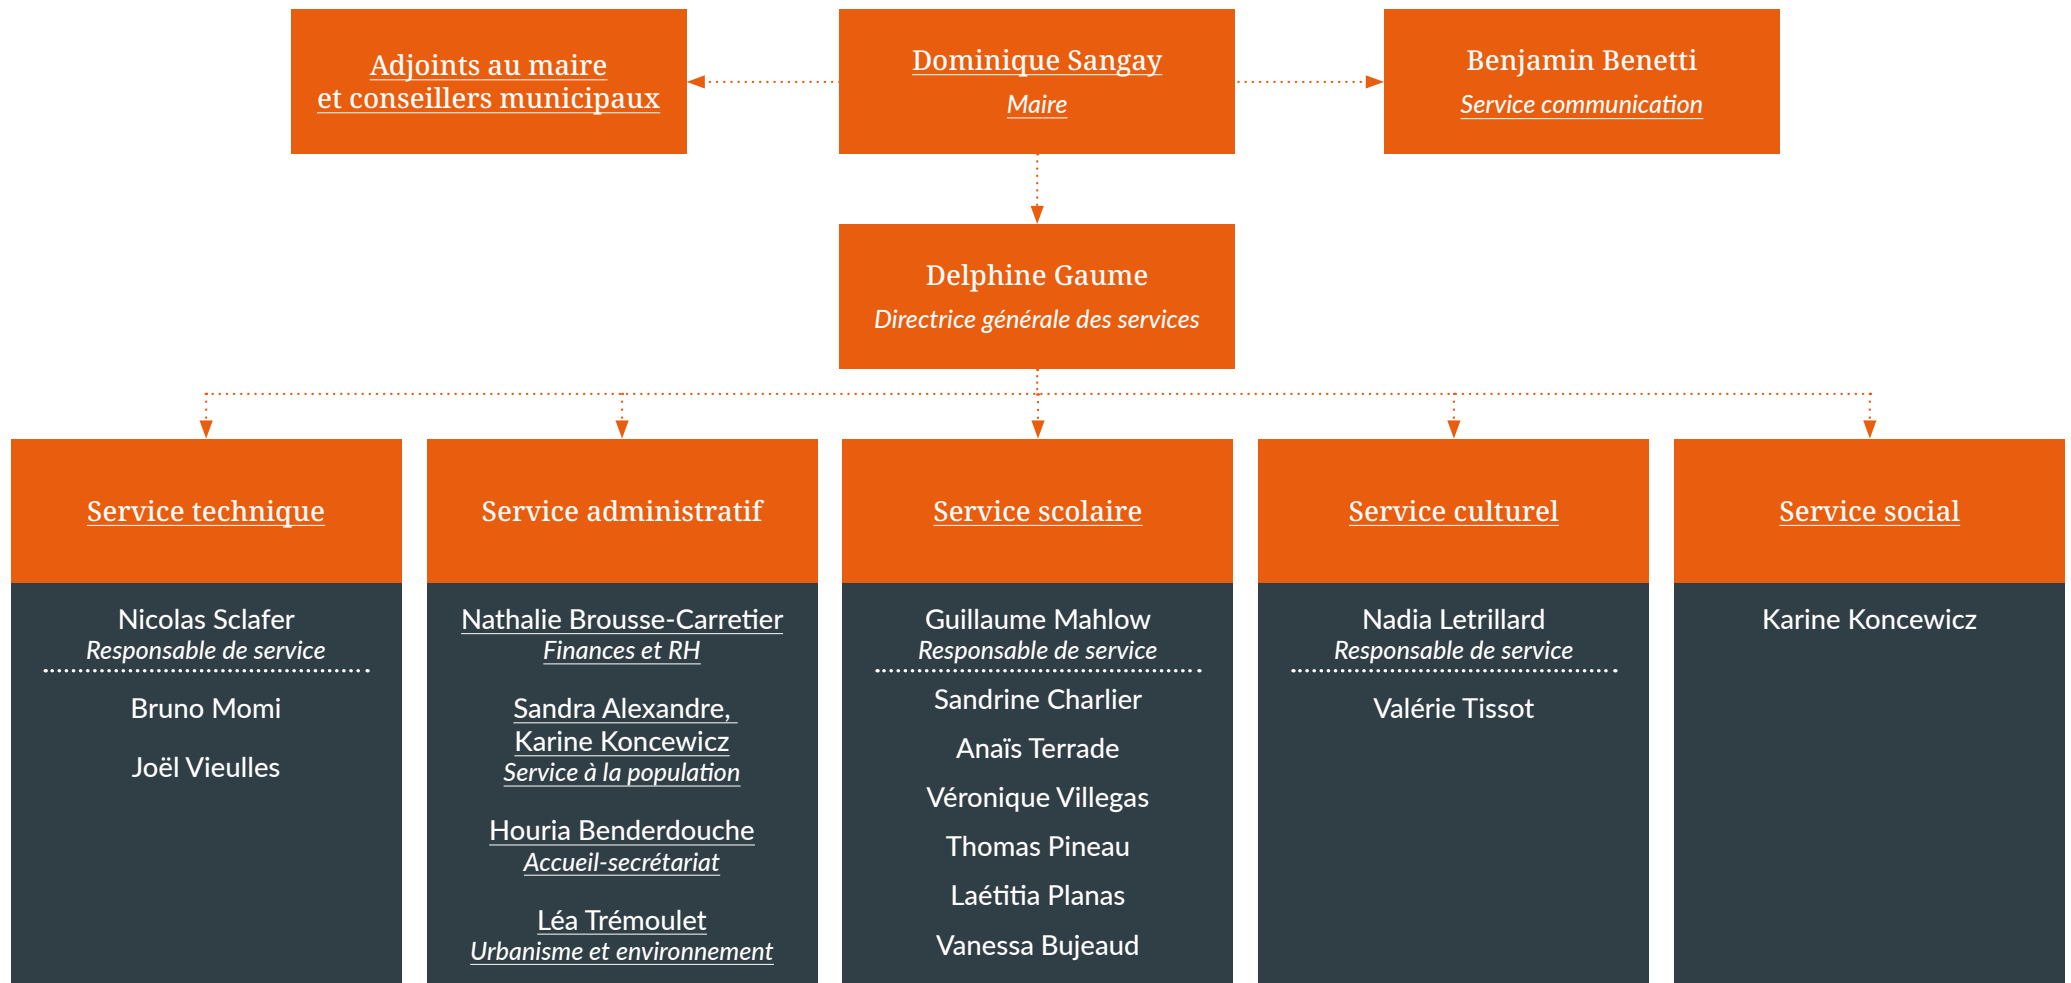 Adjoints au maire
et conseillers municipaux
Dominique Sangay
Maire
Benjamin Benetti
Service communication
Delphine Gaume
Directrice générale des services
Service technique
Nicolas Sclafer
Responsable de service
Bruno Momi
Joël Vieulles
Service administratif
Nathalie Brousse-Carretier
Finances et RH
Sandra Alexandre,
Karine Koncewicz
Service à la population
Houria Benderdouche
Accueil-secrétariat
Léa Trémoulet
Urbanisme et environnement
Service scolaire
Guillaume Mahlow
Responsable de service
Sandrine Charlier
Anaïs Terrade
Véronique Villegas
Thomas Pineau
Laétitia Planas
Vanessa Bujeaud
Service culturel
Nadia Letrillard
Responsable de service
Valérie Tissot
Service social
Karine Koncewicz